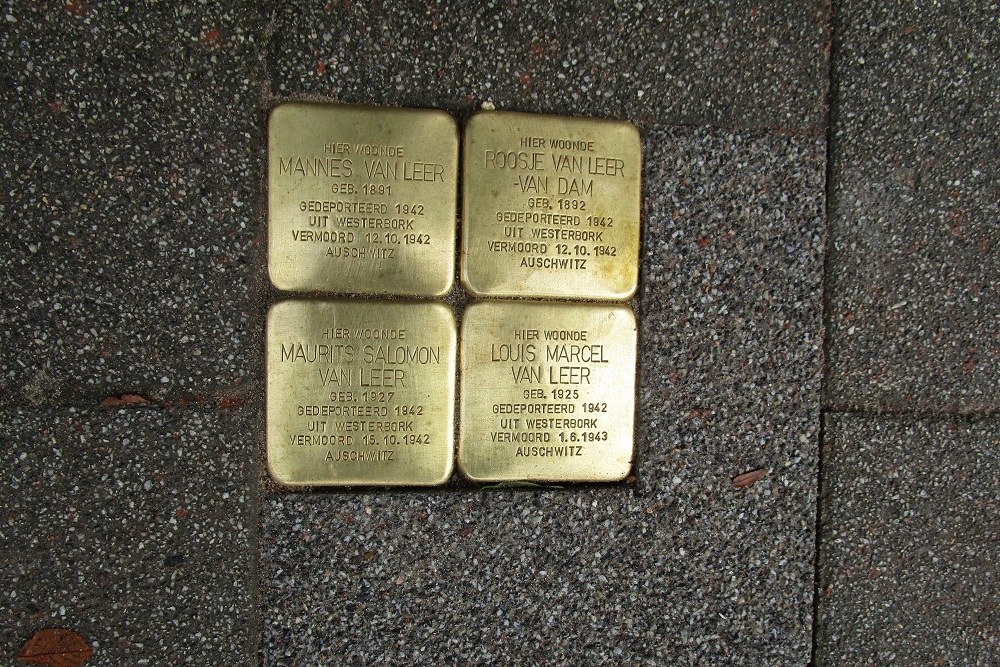 HIER WOONDE
MANNES VAN LEER
GEB. 1891
GEDEPORTEERD 1942
UIT WESTERBORK
VERMOORD 12.10.1942
AUSCHWITZ
HIER WOONDE
ROOSJE VAN LEER
-VAN DAM
GEB. 1892
GEDEPORTEERD 1942
UIT WESTERBORK
VERMOORD 12.10.1942
AUSCHWITZ
HIER WOONDE
MAURITS SALOMON
VAN LEER
GEB. 1927
GEDEPORTEERD 1942
UIT WESTERBORK
VERMOORD 15.10.1942
AUSCHWITZ
HIER WOONDE
LOUIS MARCEL
VAN LEER
GEB. 1925
GEDEPORTEERD 1942
UIT WESTERBORK
VERMOORD 1.6.1943
AUSCHWITZ